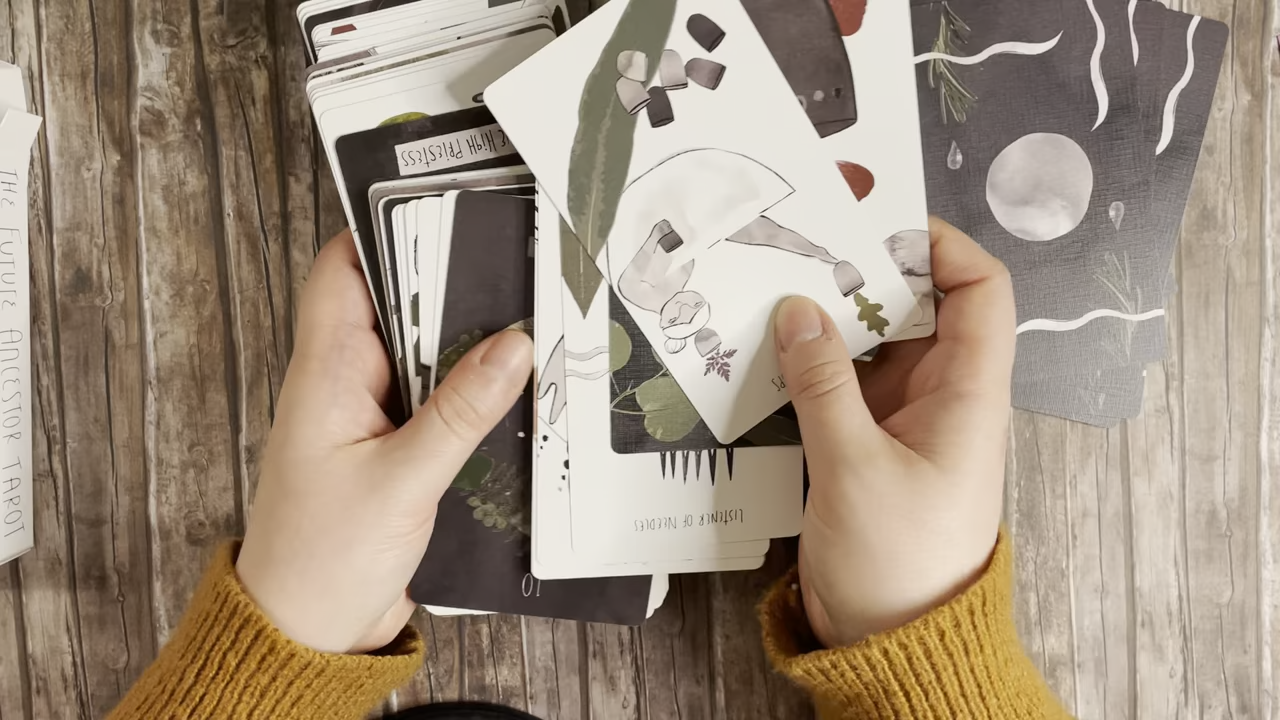 THE FUTURE ANCESTOR TAROT
HIGH PRIESTESS
LISTENER OF NEEDLES
10